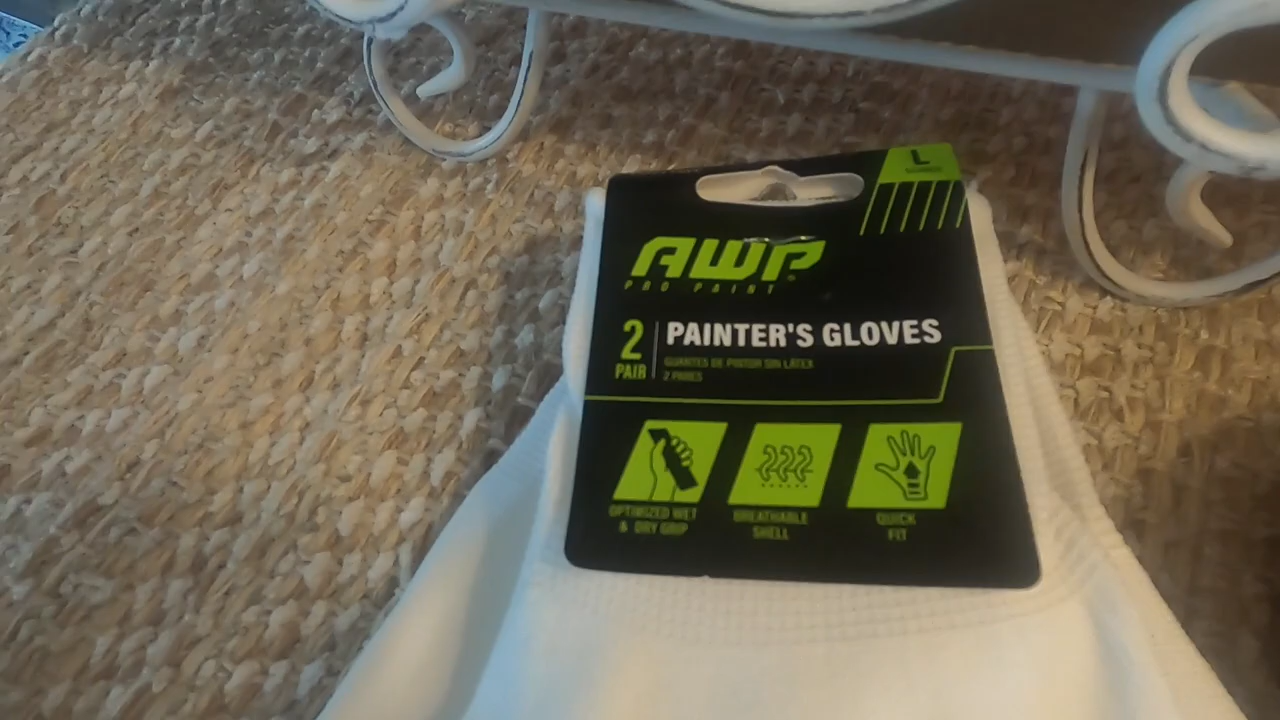 L
AWP
PRO PAINT
2 PAIR
PAINTER'S GLOVES
GUANTES DE PINTOR SIN LÁTEX
2 PARES
OPTIMIZED WET
& DRY GRIP
BREATHABLE
SHELL
QUICK
FIT